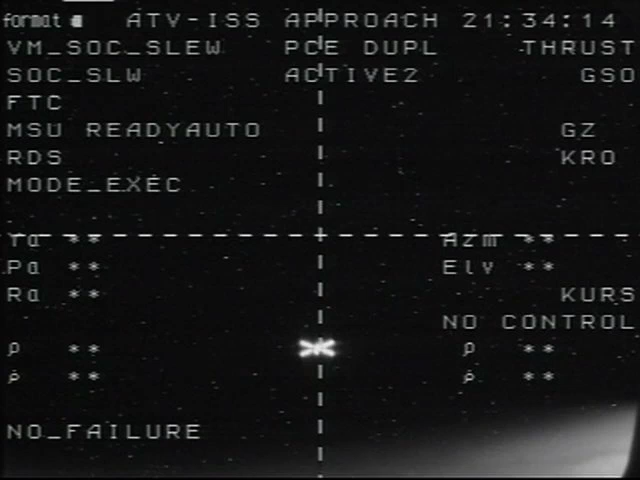 format ATV-ISS APPROACH 21:34:14
VM_SOC_SLEW PCE DUPL THRUST
SOC_SLW ACTIVE2 GSO
FTC
MSU READYAUTO GZ
RDS KRO
MODE_EXEC
Ya ** Azm **
Pa ** Elv **
Ra ** KURS
NO CONTROL
ρ ** ρ **
ρ̇ ** ρ̇ **
NO_FAILURE